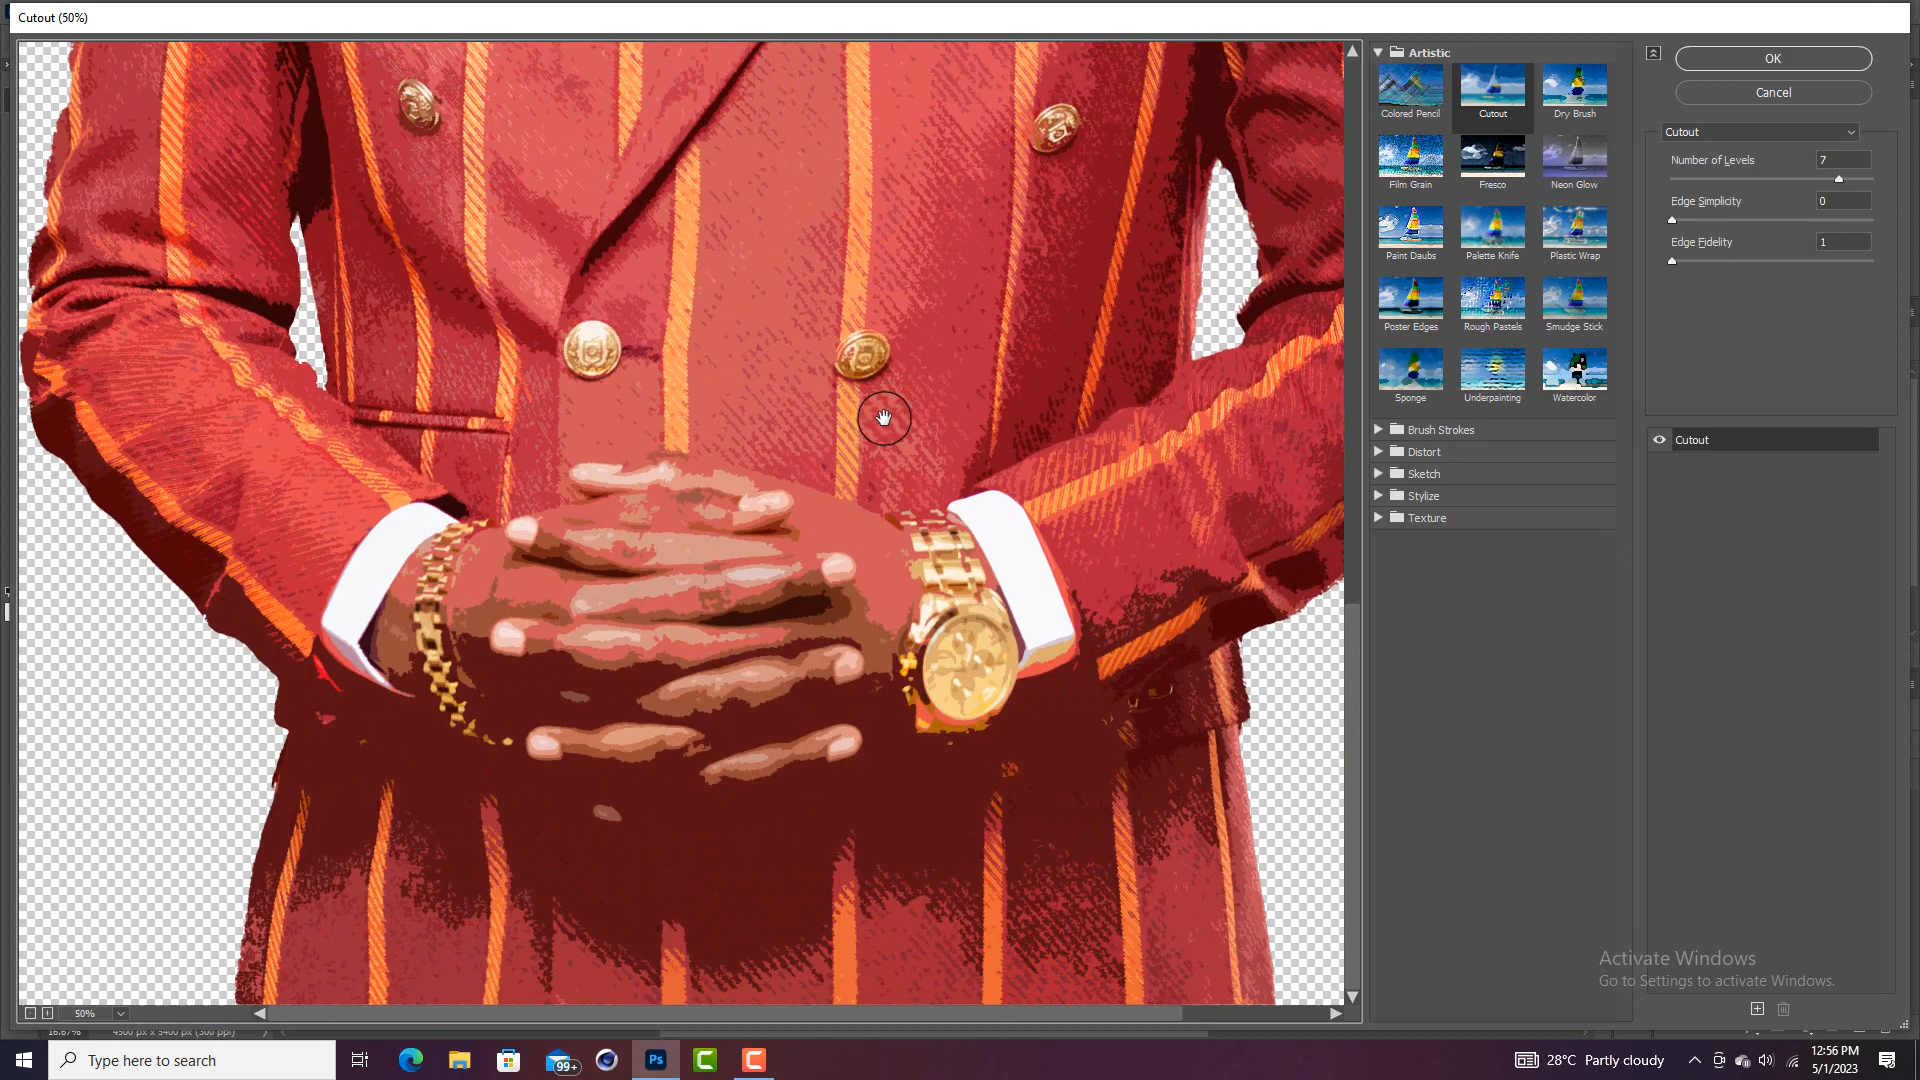 Cutout (50%)
Artistic
Colored Pencil
Cutout
Dry Brush
Film Grain
Fresco
Neon Glow
Paint Daubs
Palette Knife
Plastic Wrap
Poster Edges
Rough Pastels
Smudge Stick
Sponge
Underpainting
Watercolor
Brush Strokes
Distort
Sketch
Stylize
Texture
OK
Cancel
Cutout
Number of Levels
7
Edge Simplicity
0
Edge Fidelity
1
Cutout
Activate Windows
Go to Settings to activate Windows.
50%
16.67%
4500 px x 5400 px (300 ppi)
Type here to search
99+
Ps
28°C Partly cloudy
12:56 PM
5/1/2023